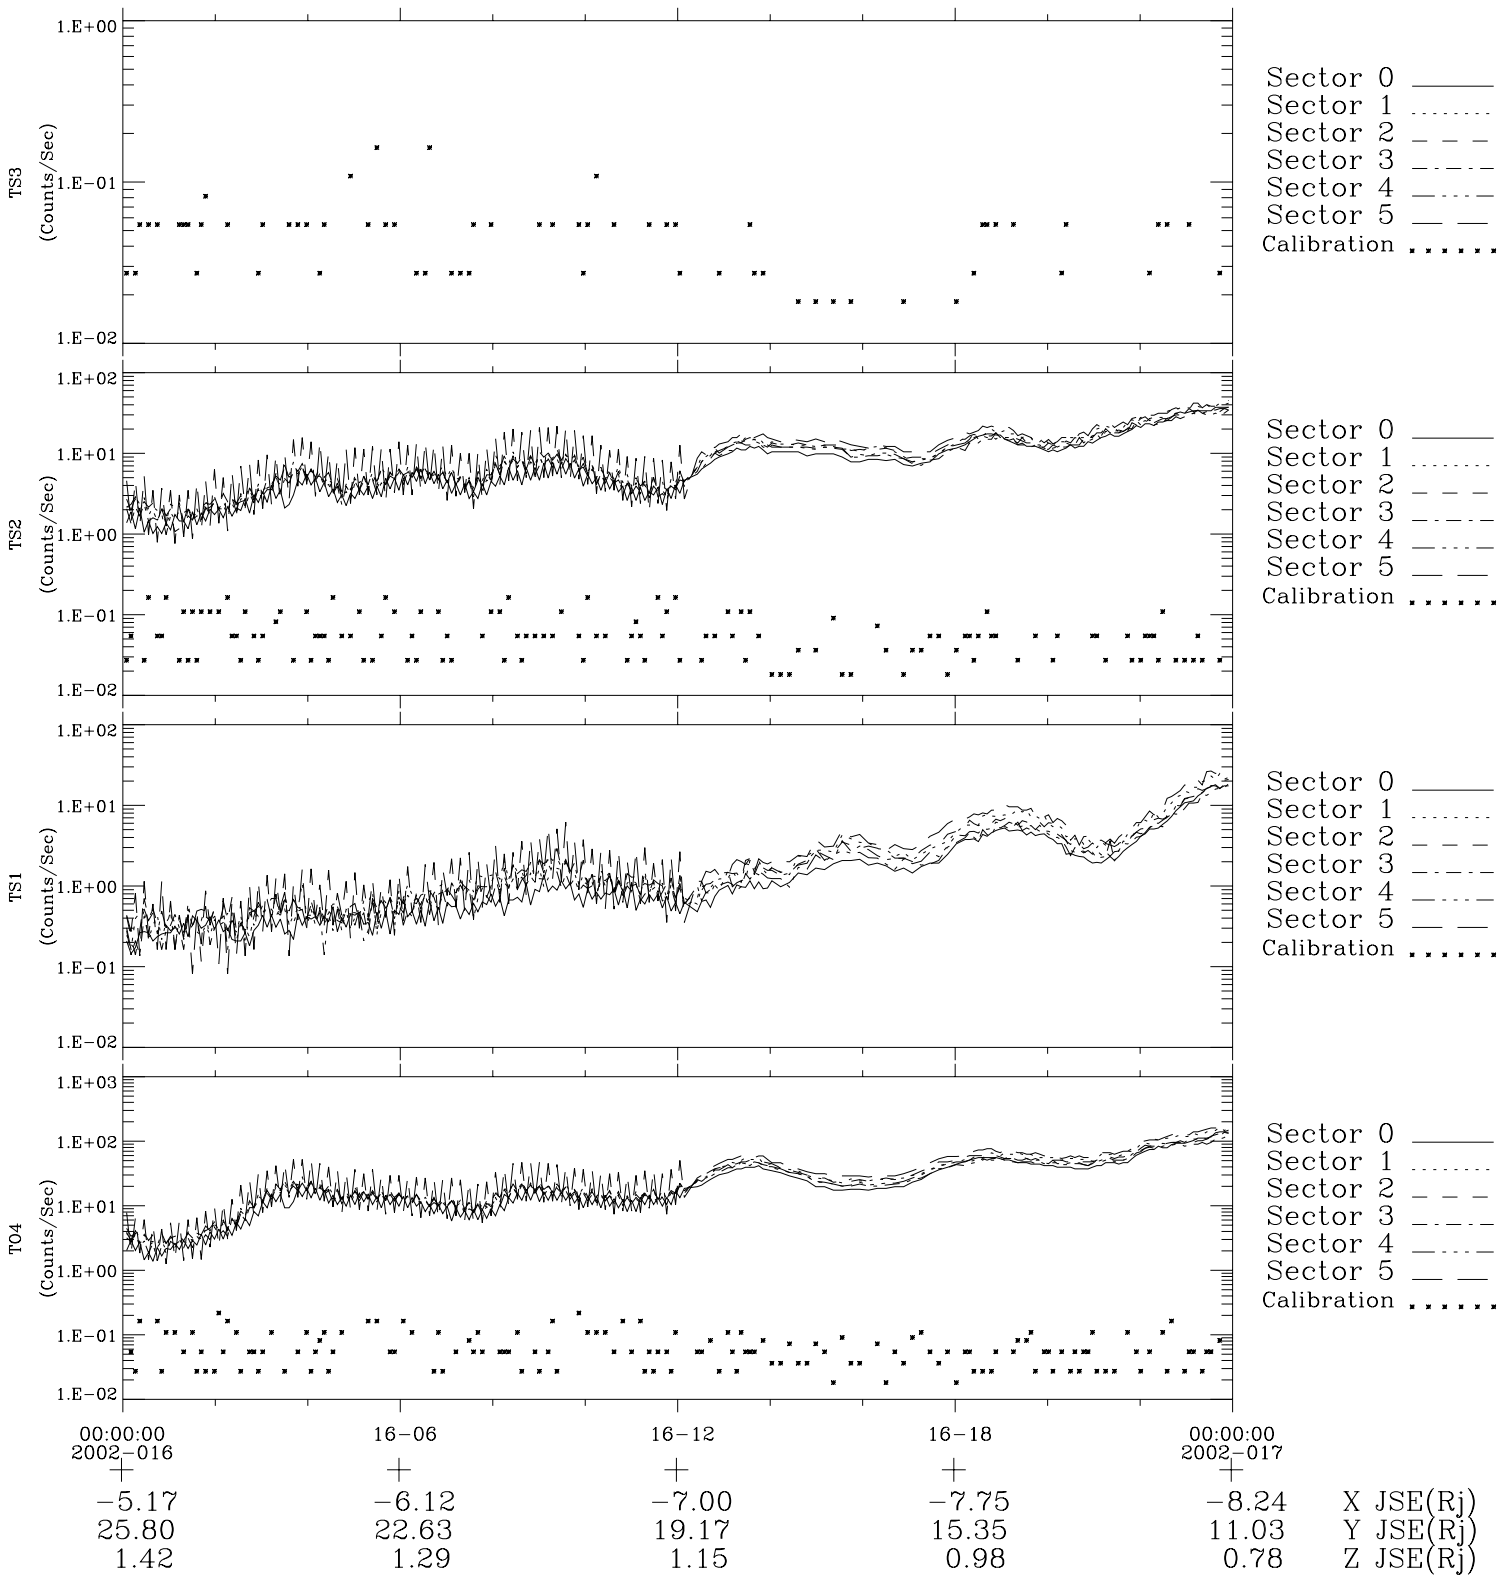 1.E+00
1.E-01
1.E-02
TS3
(Counts/Sec)
Sector 0
Sector 1
Sector 2
Sector 3
Sector 4
Sector 5
Calibration
1.E+02
1.E+01
1.E+00
1.E-01
1.E-02
TS2
(Counts/Sec)
Sector 0
Sector 1
Sector 2
Sector 3
Sector 4
Sector 5
Calibration
1.E+02
1.E+01
1.E+00
1.E-01
1.E-02
TS1
(Counts/Sec)
Sector 0
Sector 1
Sector 2
Sector 3
Sector 4
Sector 5
Calibration
1.E+03
1.E+02
1.E+01
1.E+00
1.E-01
1.E-02
TO4
(Counts/Sec)
Sector 0
Sector 1
Sector 2
Sector 3
Sector 4
Sector 5
Calibration
00:00:00 16-06 16-12 16-18 00:00:00
2002-016 2002-017
-5.17 -6.12 -7.00 -7.75 -8.24 X JSE(Rj)
25.80 22.63 19.17 15.35 11.03 Y JSE(Rj)
1.42 1.29 1.15 0.98 0.78 Z JSE(Rj)